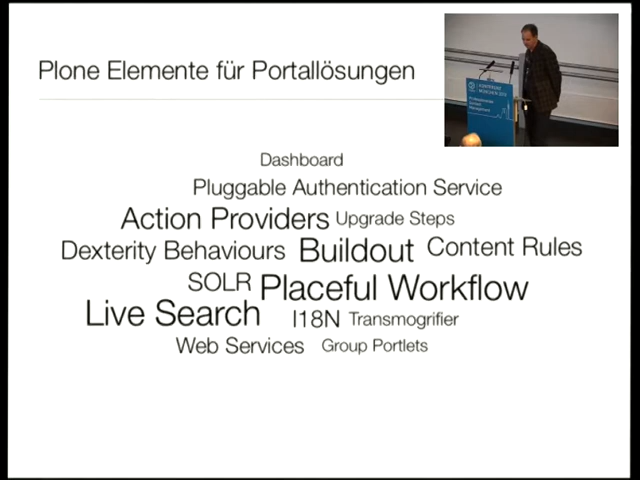 Plone Elemente für Portallösungen
Dashboard
Pluggable Authentication Service
Action Providers Upgrade Steps
Dexterity Behaviours Buildout Content Rules
SOLR Placeful Workflow
Live Search I18N Transmogrifier
Web Services Group Portlets